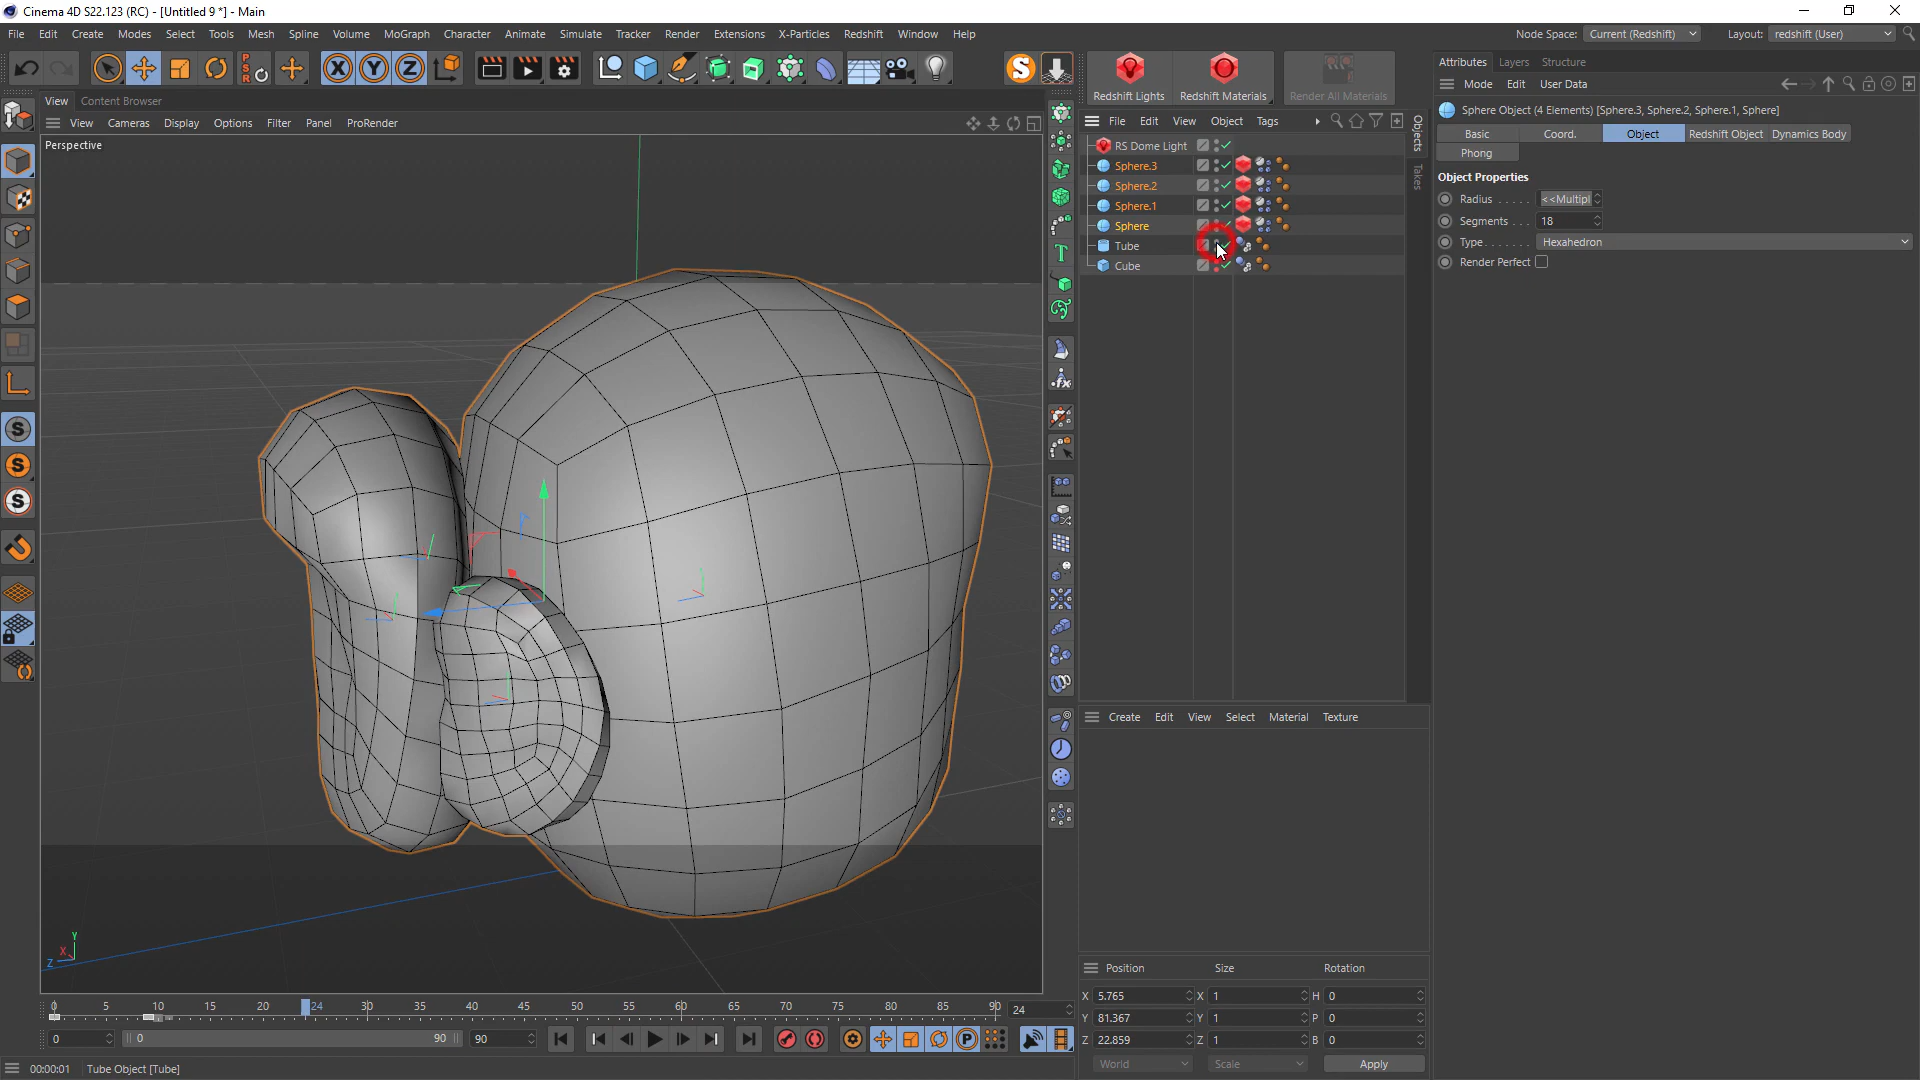 Cinema 4D S22.123 (RC) - [Untitled 9 *] - Main
File Edit Create Modes Select Tools Mesh Spline Volume MoGraph Character Animate Simulate Tracker Render Extensions X-Particles Redshift Window Help
Node Space: Current (Redshift) Layout: redshift (User)
PSR X Y Z S
Redshift Lights Redshift Materials Render All Materials
View Content Browser
View Cameras Display Options Filter Panel ProRender
Perspective
File Edit View Object Tags
RS Dome Light
Sphere.3
Sphere.2
Sphere.1
Sphere
Tube
Cube
Objects
Takes
Attributes Layers Structure
Mode Edit User Data
Sphere Object (4 Elements) [Sphere.3, Sphere.2, Sphere.1, Sphere]
Basic Coord. Object Redshift Object Dynamics Body
Phong
Object Properties
Radius . . . . . <<Multipl
Segments . . . 18
Type . . . . . . . Hexahedron
Render Perfect
S
S
S
T
fx
Y
X
Z
Create Edit View Select Material Texture
0 5 10 15 20 24 30 35 40 45 50 55 60 65 70 75 80 85 90 24
0 0 90 90 P
Position Size Rotation
X 5.765 X 1 H 0
Y 81.367 Y 1 P 0
Z 22.859 Z 1 B 0
World Scale Apply
00:00:01 Tube Object [Tube]